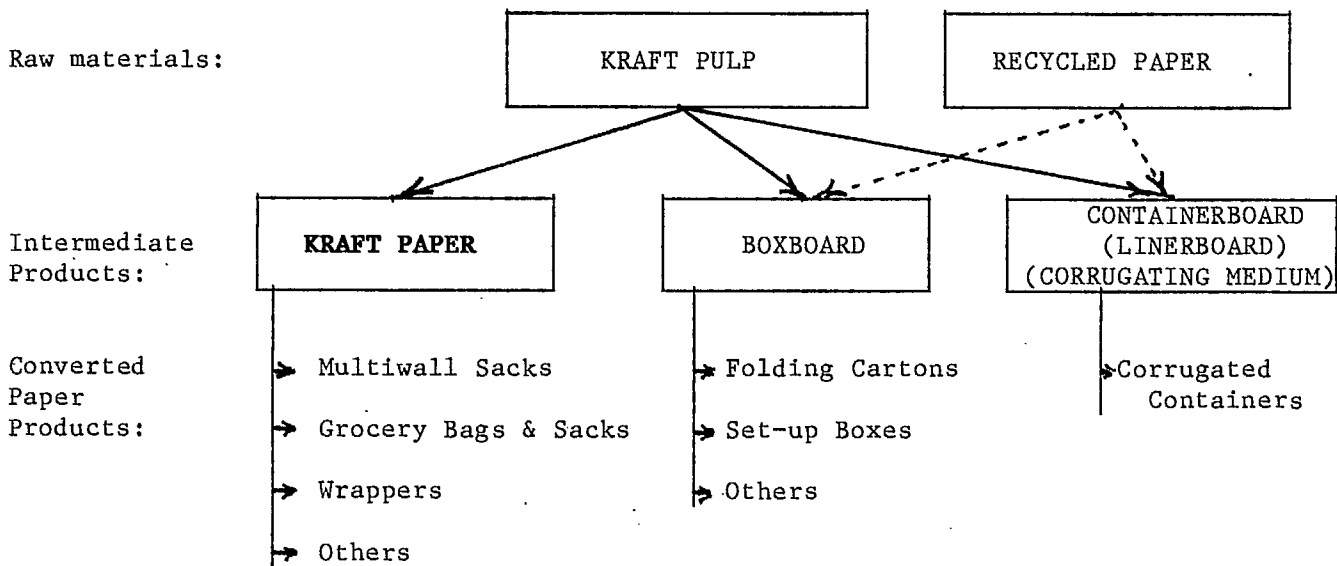 Raw materials:
KRAFT PULP
RECYCLED PAPER
Intermediate
Products:
KRAFT PAPER
BOXBOARD
CONTAINERBOARD
(LINERBOARD)
(CORRUGATING MEDIUM)
Converted
Paper
Products:
Multiwall Sacks
Grocery Bags & Sacks
Wrappers
Others
Folding Cartons
Set-up Boxes
Others
Corrugated
Containers